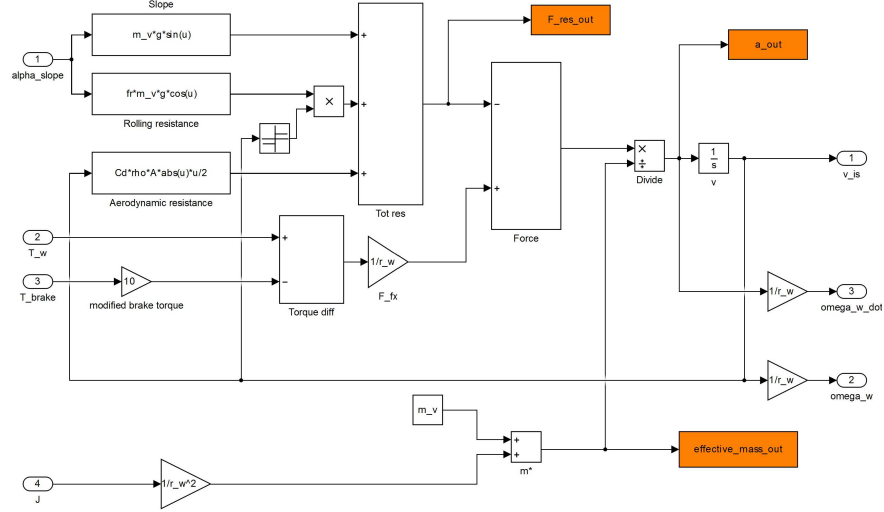 Slope
m_v*g*sin(u)
F_res_out
a_out
1
alpha_slope
+
fr*m_v*g*cos(u)
Rolling resistance
×
+
−
Cd*rho*A*abs(u)*u/2
Aerodynamic resistance
+
Tot res
+
Force
×
÷
Divide
1
s
v
1
v_is
2
T_w
+
−
Torque diff
1/r_w
F_fx
3
T_brake
10
modified brake torque
1/r_w
3
omega_w_dot
1/r_w
2
omega_w
m_v
+
+
m*
effective_mass_out
4
J
1/r_w^2